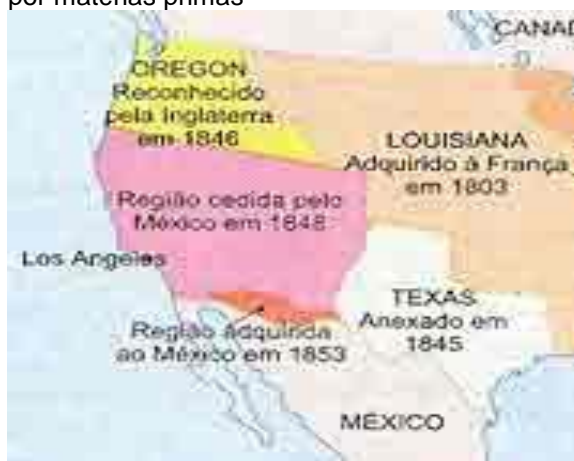 por matérias primas
CANAD
OREGON
Reconhecido
pela Inglaterra
em 1846
LOUISIANA
Adquirido à França
em 1803
Região cedida pelo
México em 1848
Los Angeles
TEXAS
Anexado em
1845
Região adquirida
ao México em 1853
MÉXICO